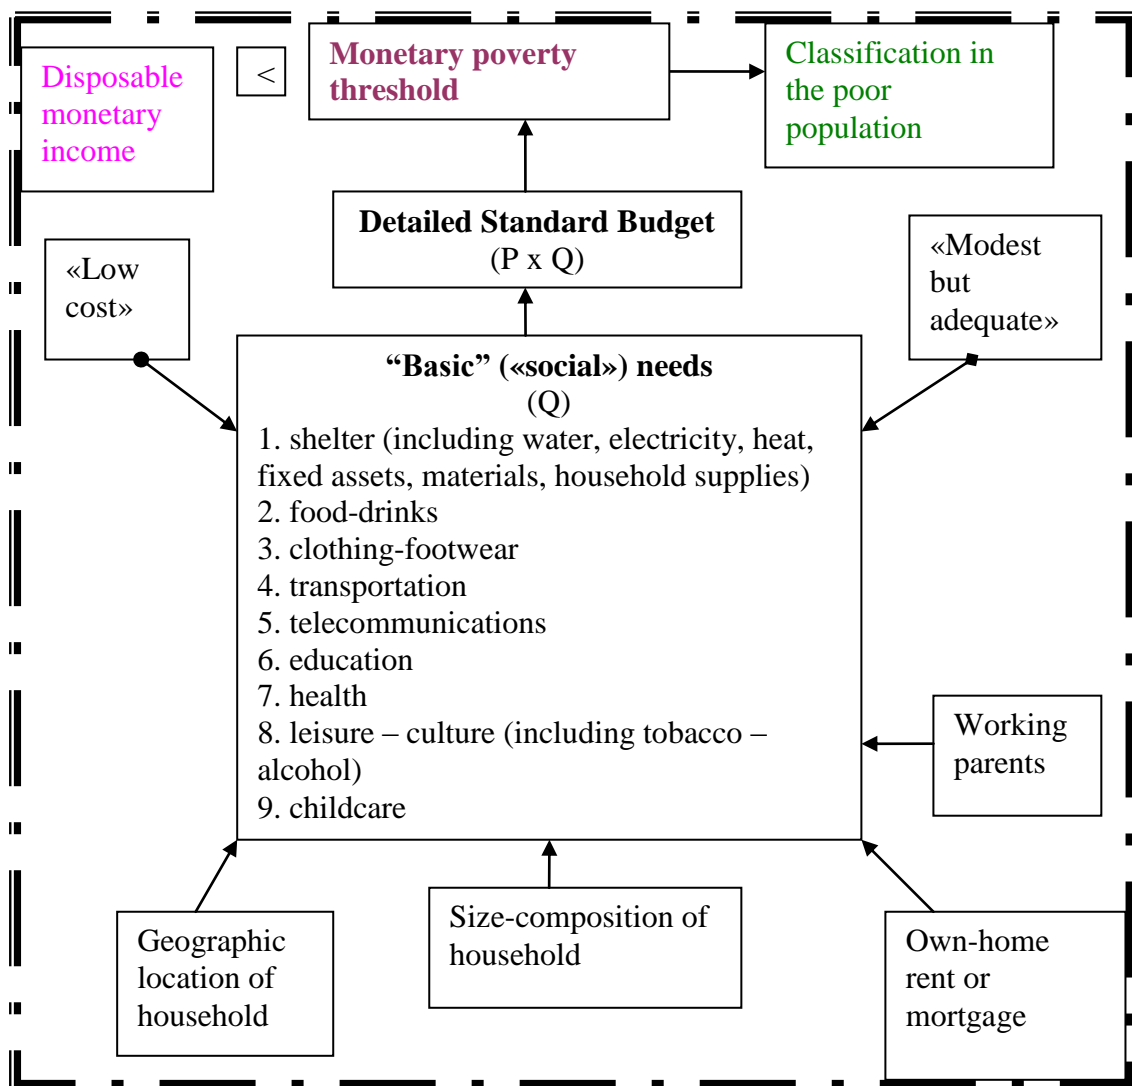 Disposable
monetary
income
<
Monetary poverty
threshold
Classification in
the poor
population
Detailed Standard Budget
(P x Q)
«Low
cost»
«Modest
but
adequate»
“Basic” («social») needs
(Q)
1. shelter (including water, electricity, heat,
fixed assets, materials, household supplies)
2. food-drinks
3. clothing-footwear
4. transportation
5. telecommunications
6. education
7. health
8. leisure – culture (including tobacco –
alcohol)
9. childcare
Working
parents
Geographic
location of
household
Size-composition of
household
Own-home
rent or
mortgage